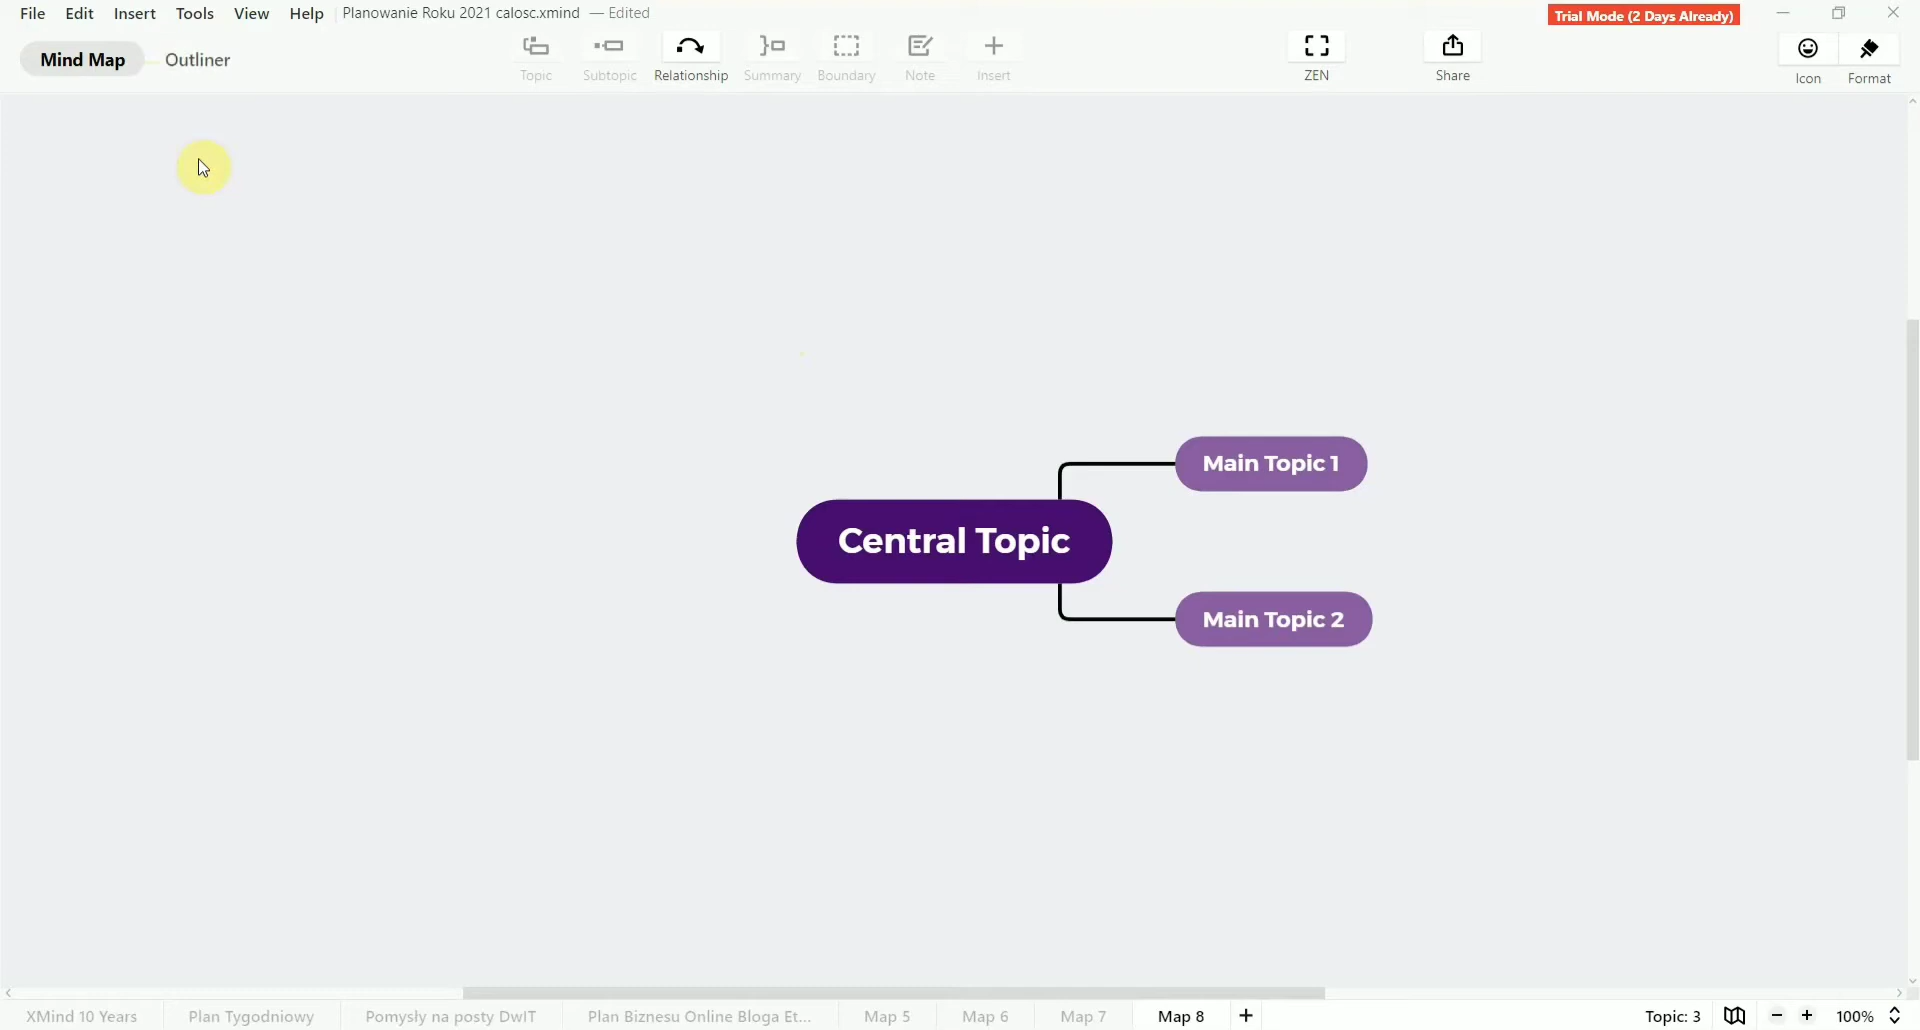 File Edit Insert Tools View Help Planowanie Roku 2021 calosc.xmind — Edited Trial Mode (2 Days Already)
Mind Map Outliner
Topic Subtopic Relationship Summary Boundary Note Insert ZEN Share Icon Format
Main Topic 1
Central Topic
Main Topic 2
XMind 10 Years Plan Tygodniowy Pomysły na posty DwIT Plan Biznesu Online Bloga Et... Map 5 Map 6 Map 7 Map 8 Topic: 3 100%